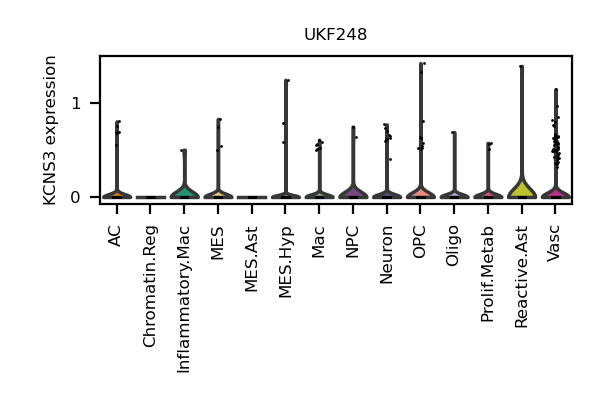 UKF248
KCNS3 expression
1
0
AC
Chromatin.Reg
Inflammatory.Mac
MES
MES.Ast
MES.Hyp
Mac
NPC
Neuron
OPC
Oligo
Prolif.Metab
Reactive.Ast
Vasc